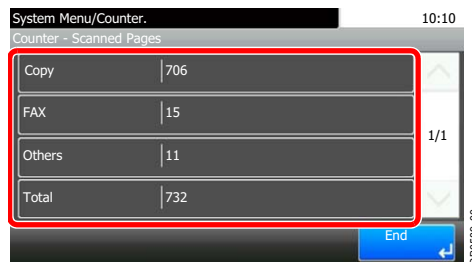 System Menu/Counter.
10:10
Counter - Scanned Pages
Copy 706
FAX 15
1/1
Others 11
Total 732
End